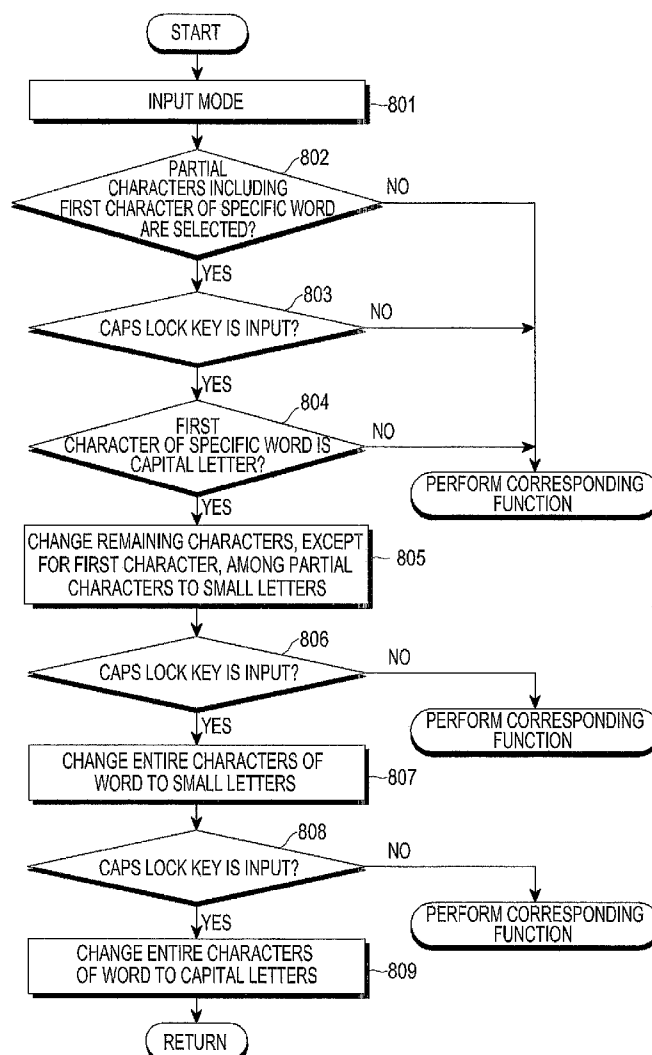 START
INPUT MODE
801
802
PARTIAL
CHARACTERS INCLUDING
FIRST CHARACTER OF SPECIFIC WORD
ARE SELECTED?
NO
YES
803
CAPS LOCK KEY IS INPUT?
NO
YES
804
FIRST
CHARACTER OF SPECIFIC WORD IS
CAPITAL LETTER?
NO
YES
PERFORM CORRESPONDING
FUNCTION
CHANGE REMAINING CHARACTERS, EXCEPT
FOR FIRST CHARACTER, AMONG PARTIAL
CHARACTERS TO SMALL LETTERS
805
806
CAPS LOCK KEY IS INPUT?
NO
YES
PERFORM CORRESPONDING
FUNCTION
CHANGE ENTIRE CHARACTERS OF
WORD TO SMALL LETTERS
807
808
CAPS LOCK KEY IS INPUT?
NO
YES
PERFORM CORRESPONDING
FUNCTION
CHANGE ENTIRE CHARACTERS
OF WORD TO CAPITAL LETTERS
809
RETURN